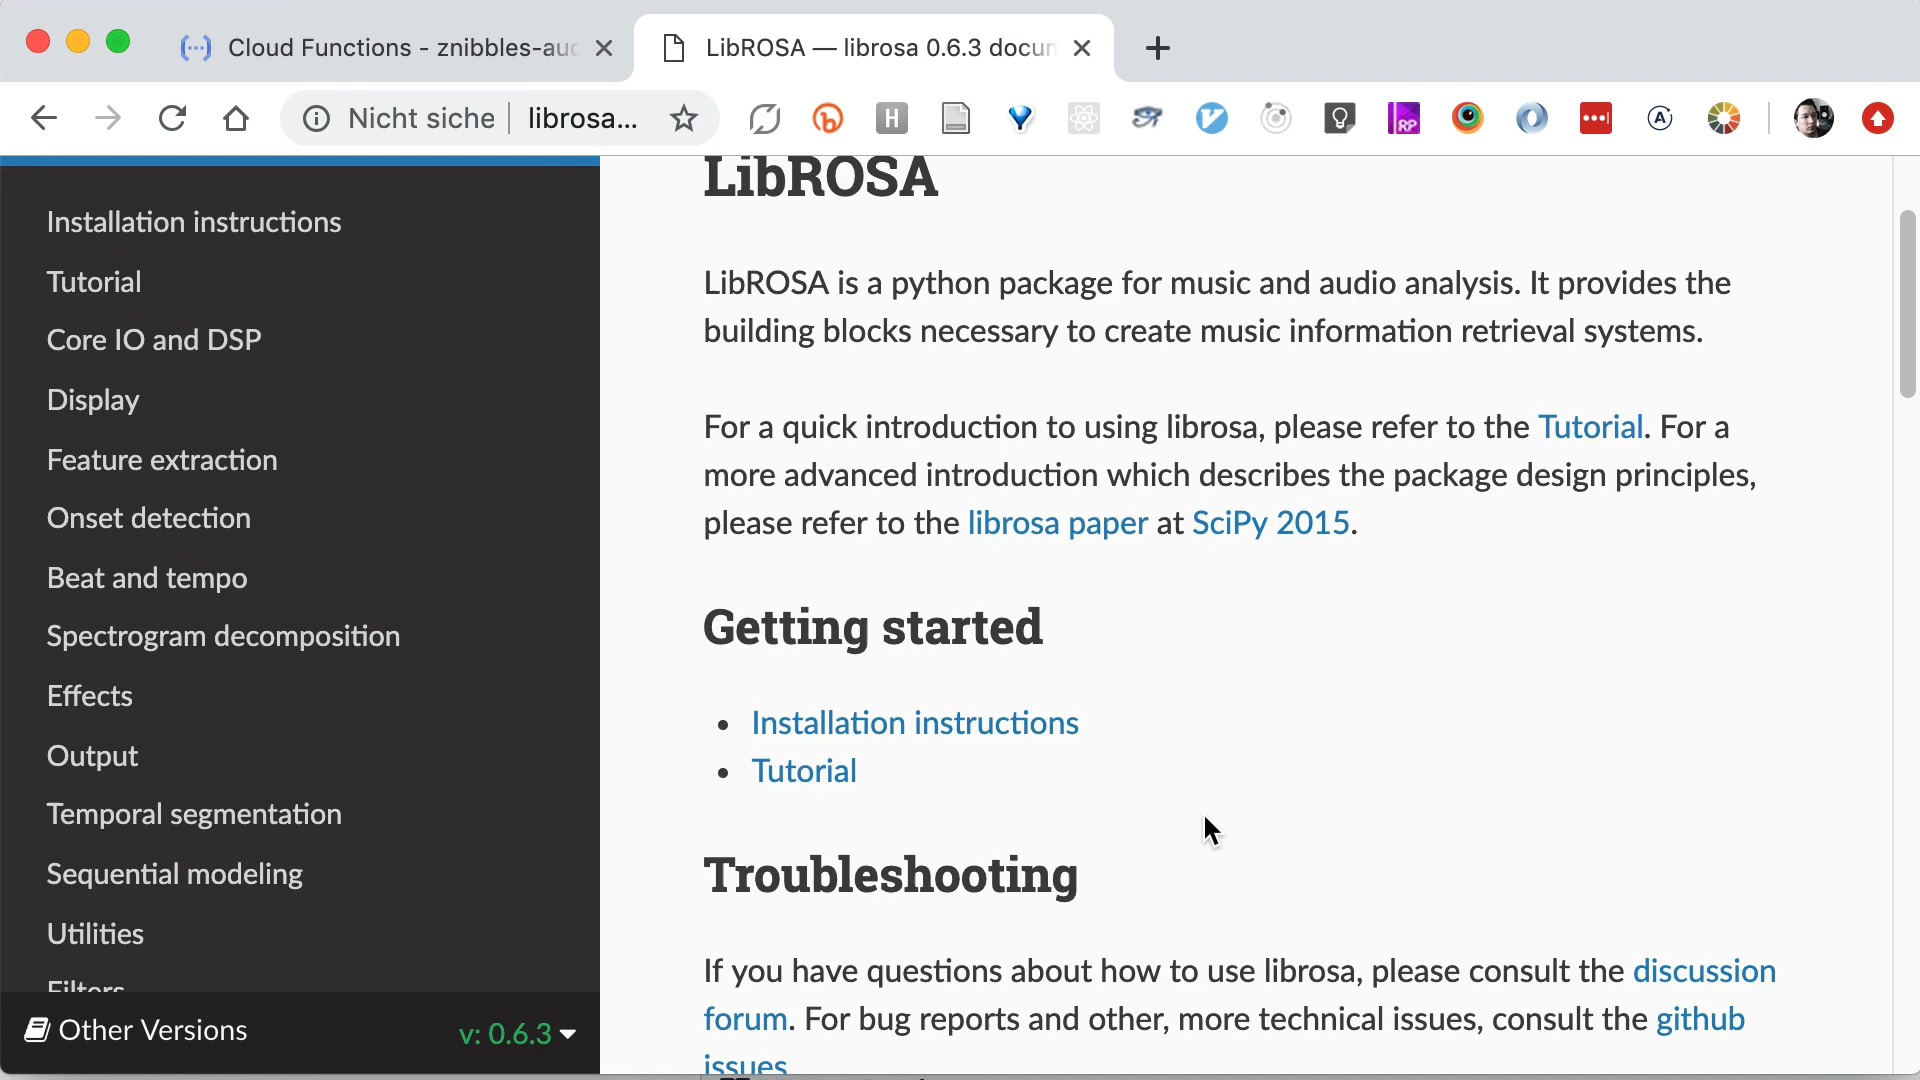 Cloud Functions - znibbles-auc
LibROSA — librosa 0.6.3 docun
Nicht siche
librosa...
H
RP
A
Installation instructions
Tutorial
Core IO and DSP
Display
Feature extraction
Onset detection
Beat and tempo
Spectrogram decomposition
Effects
Output
Temporal segmentation
Sequential modeling
Utilities
Filters
Other Versions
v: 0.6.3
LibROSA
LibROSA is a python package for music and audio analysis. It provides the
building blocks necessary to create music information retrieval systems.
For a quick introduction to using librosa, please refer to the Tutorial. For a
more advanced introduction which describes the package design principles,
please refer to the librosa paper at SciPy 2015.
Getting started
• Installation instructions
• Tutorial
Troubleshooting
If you have questions about how to use librosa, please consult the discussion
forum. For bug reports and other, more technical issues, consult the github
issues